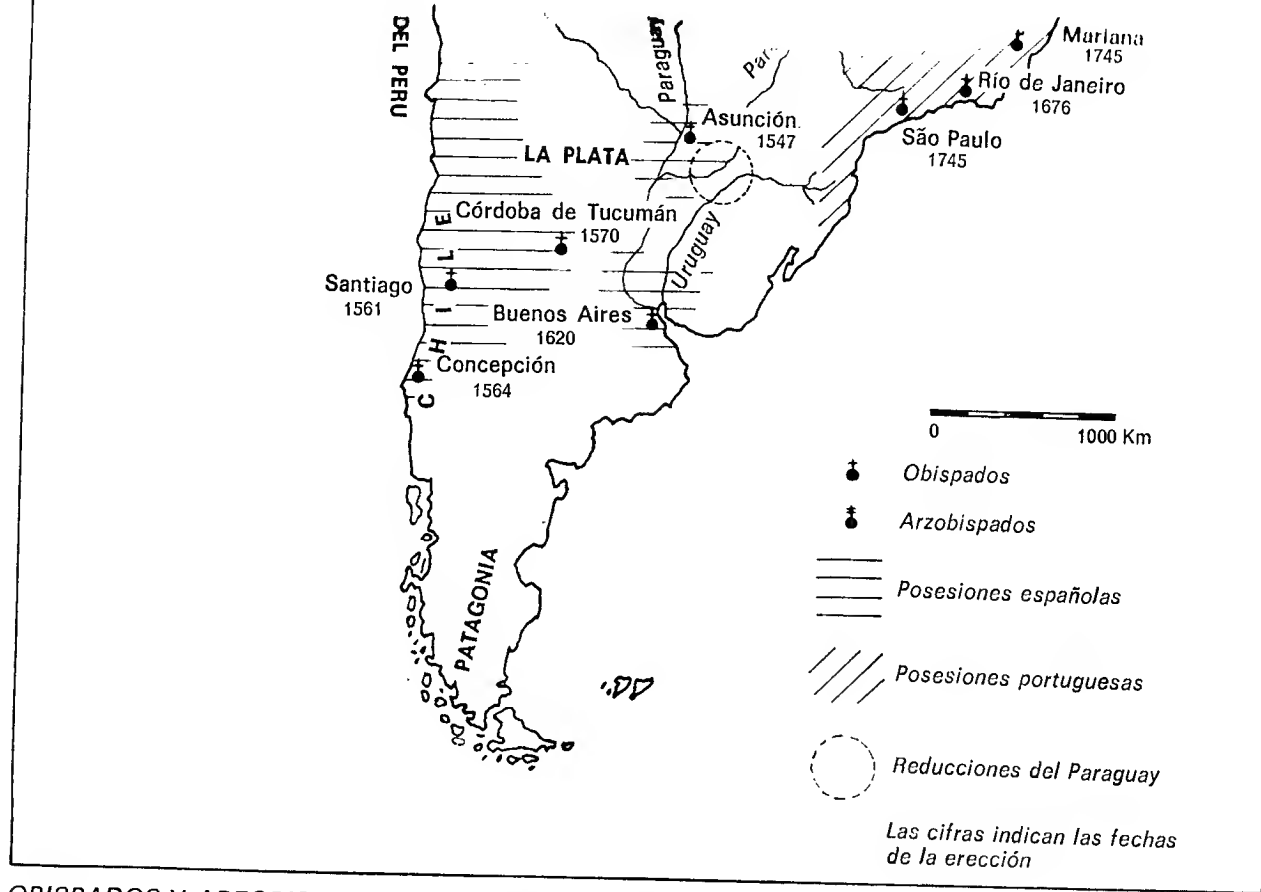 DEL PERU
Paraguay
Mariana
1745
Río de Janeiro
1676
São Paulo
1745
Asunción
1547
LA PLATA
Córdoba de Tucumán
1570
Uruguay
Santiago
1561
CHILE
Buenos Aires
1620
Concepción
1564
0 1000 Km
Obispados
Arzobispados
PATAGONIA
Posesiones españolas
Posesiones portuguesas
Reducciones del Paraguay
Las cifras indican las fechas
de la erección